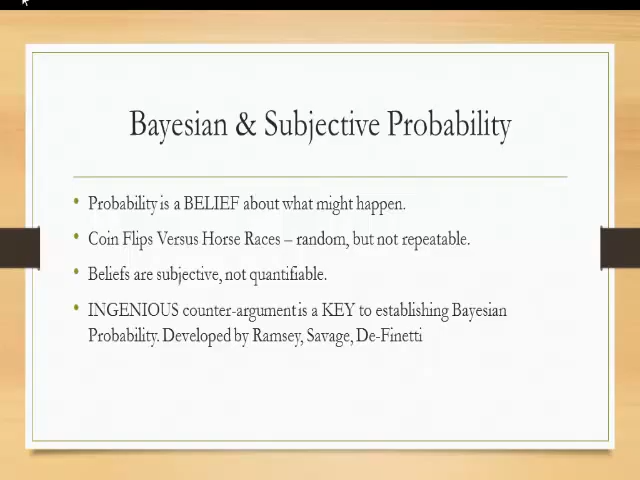 Bayesian & Subjective Probability
• Probability is a BELIEF about what might happen.
• Coin Flips Versus Horse Races – random, but not repeatable.
• Beliefs are subjective, not quantifiable.
• INGENIOUS counter-argument is a KEY to establishing Bayesian
Probability. Developed by Ramsey, Savage, De-Finetti